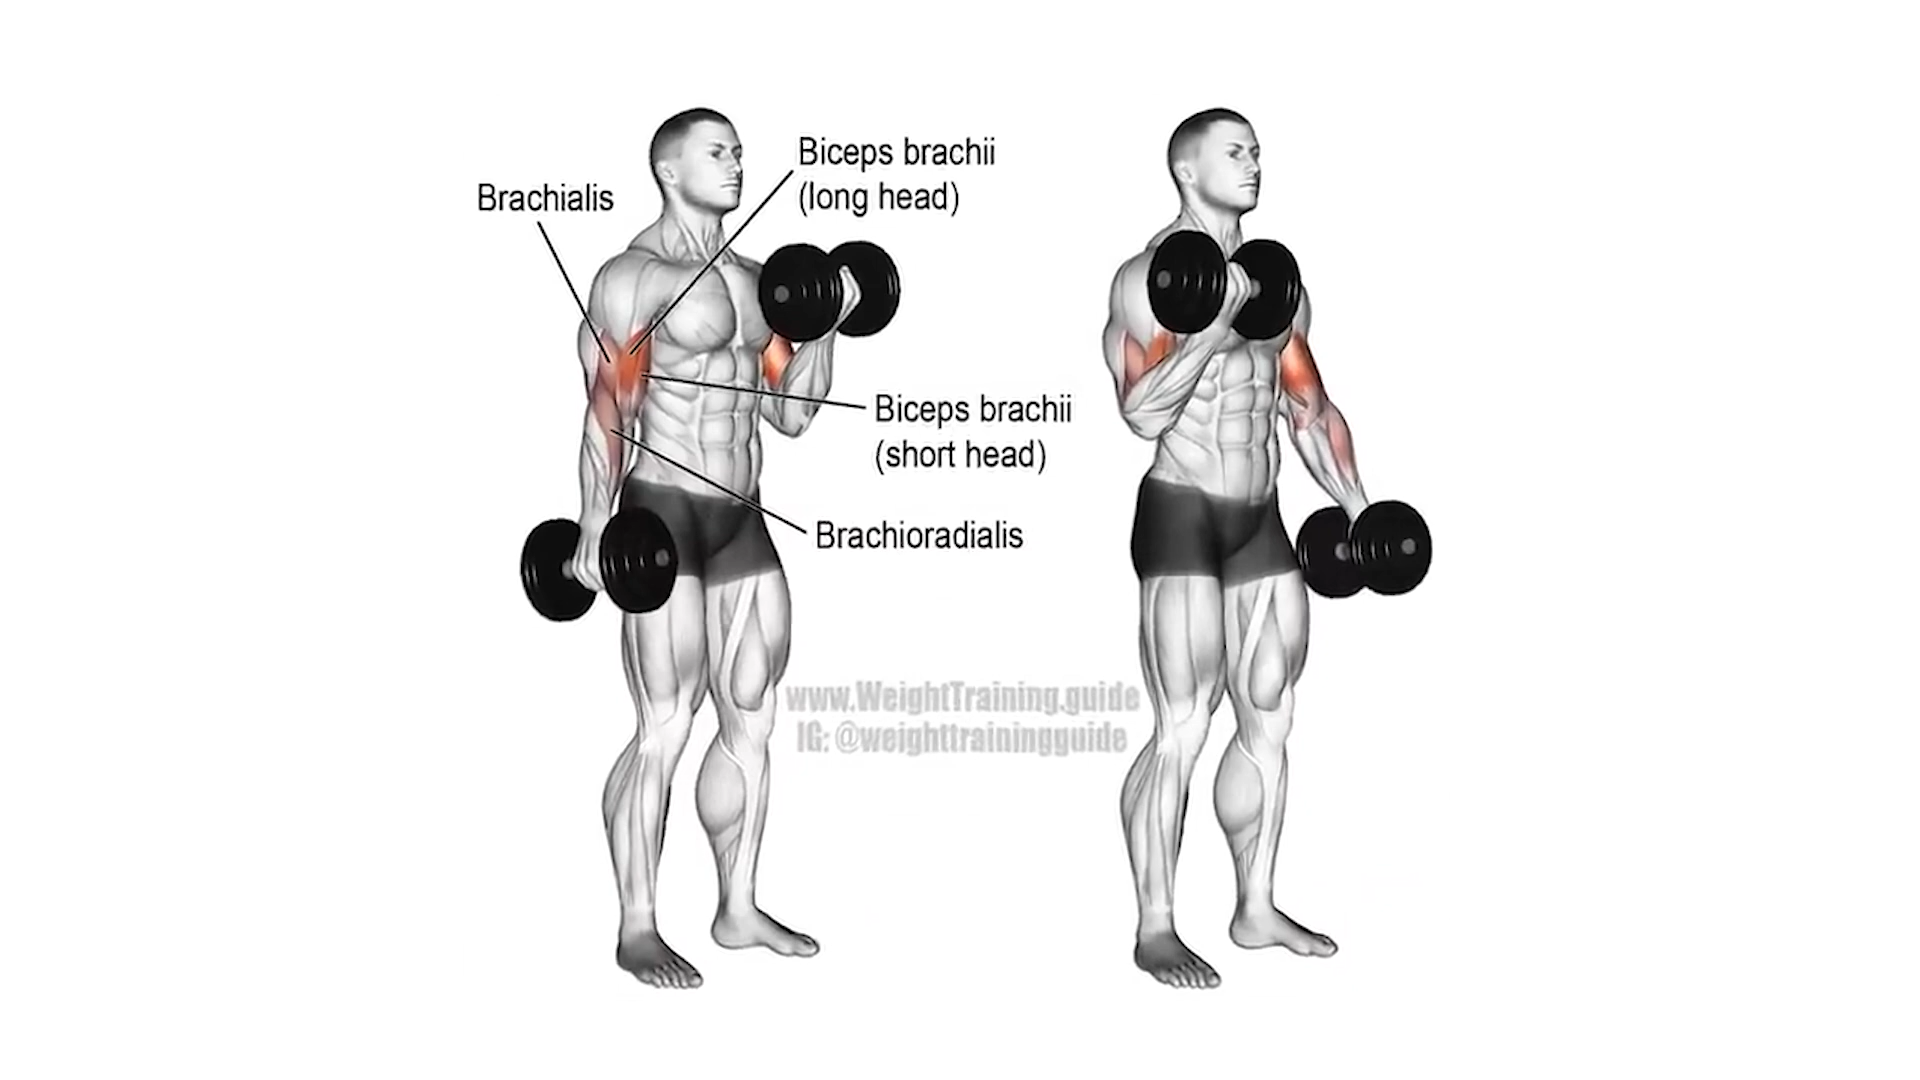 Brachialis
Biceps brachii
(long head)
Biceps brachii
(short head)
Brachioradialis
www.WeightTraining.guide
IG: @weighttrainingguide